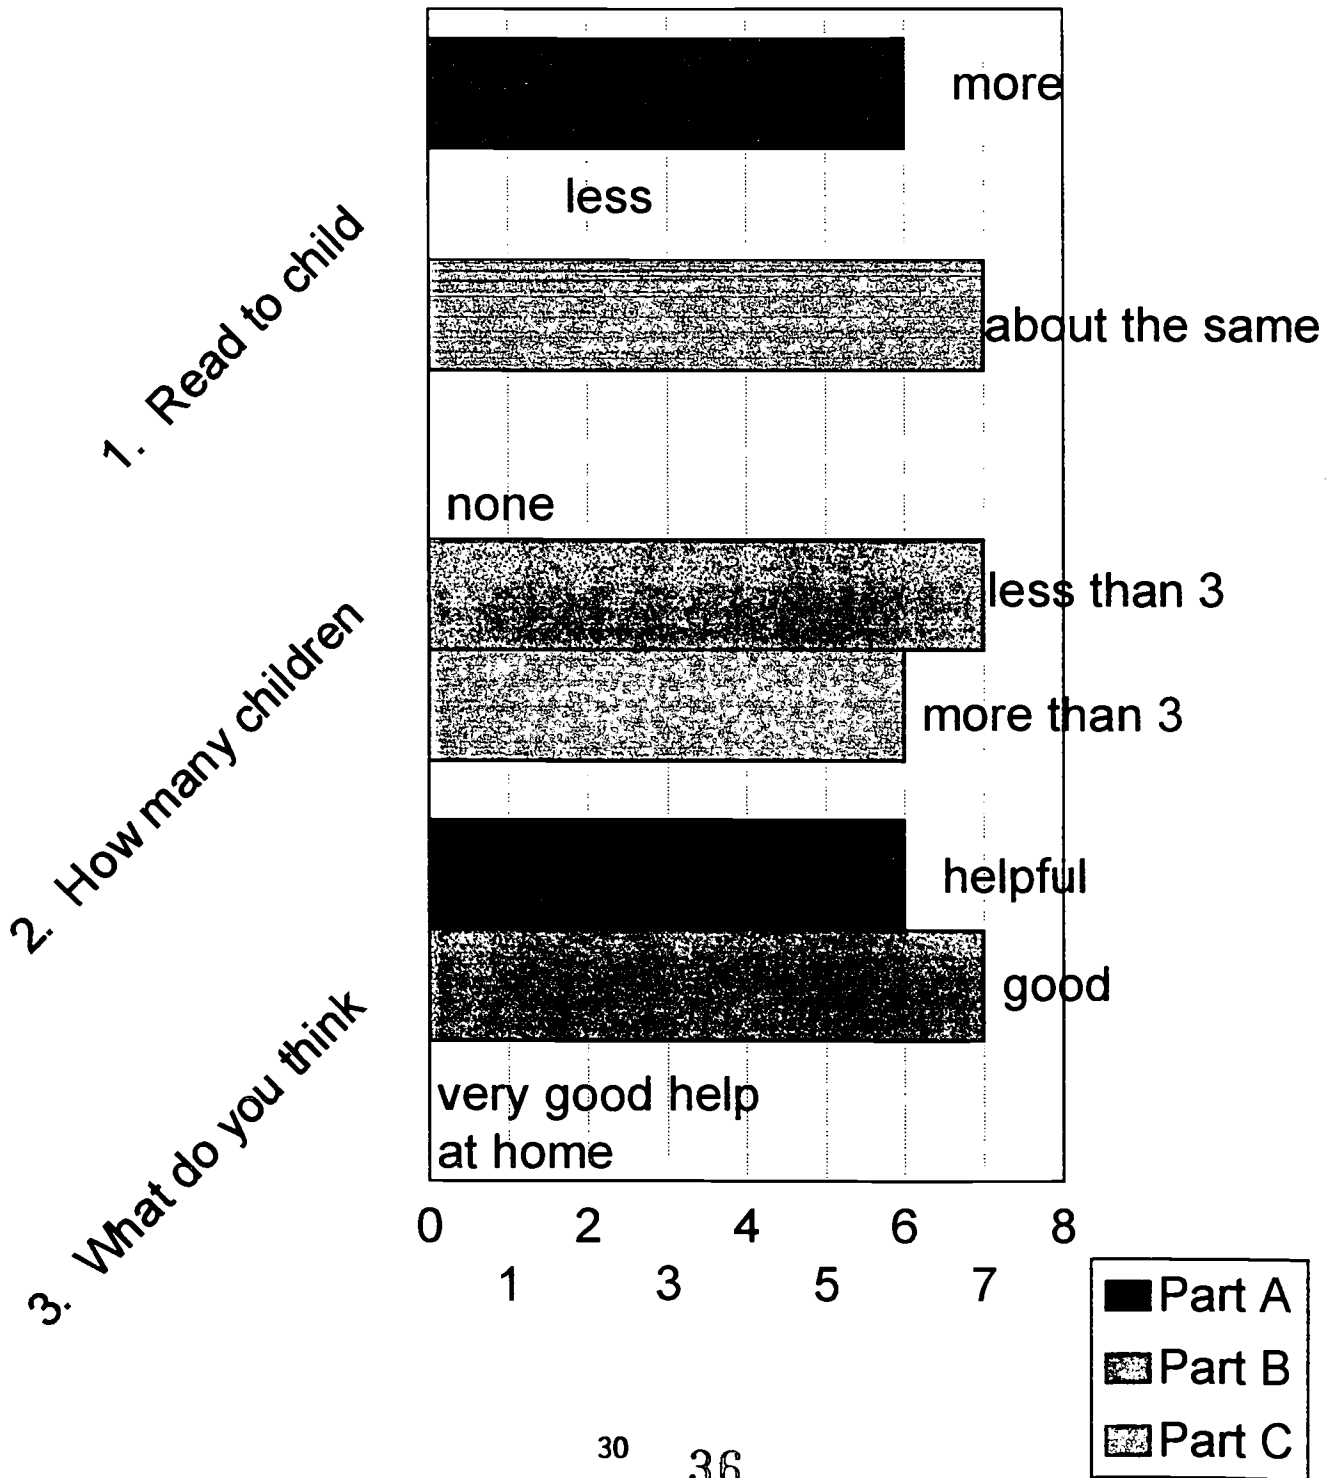 more
less
1. Read to child
about the same
none
less than 3
2. How many children
more than 3
helpful
good
3. What do you think
very good help
at home
0 2 4 6 8
1 3 5 7
Part A
Part B
Part C
30 36